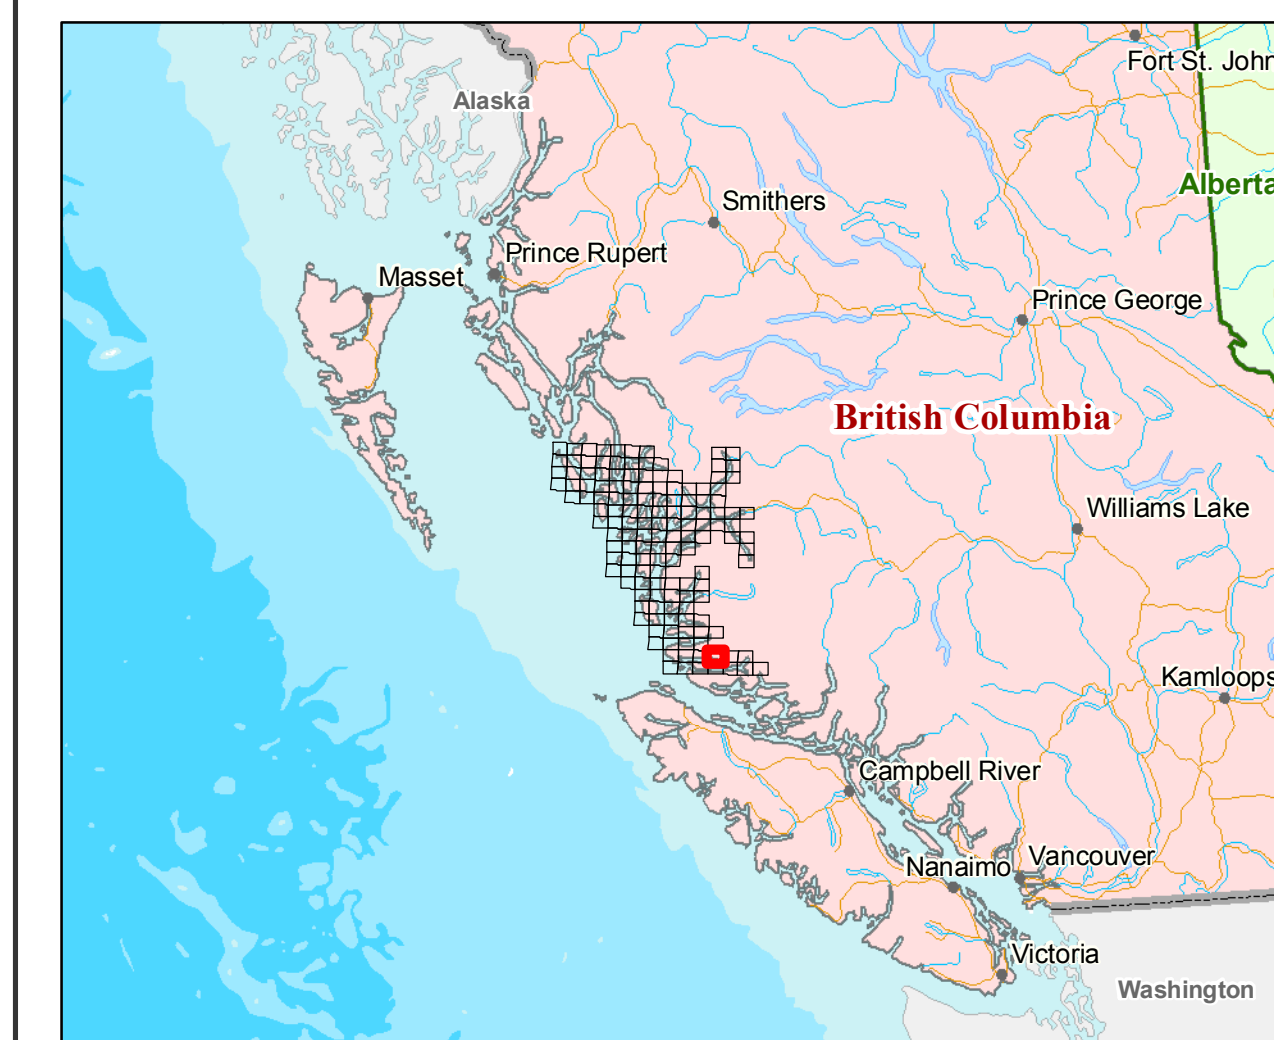 Fort St. John
Alaska
Alberta
Smithers
Prince Rupert
Masset
Prince George
British Columbia
Williams Lake
Kamloops
Campbell River
Vancouver
Nanaimo
Victoria
Washington